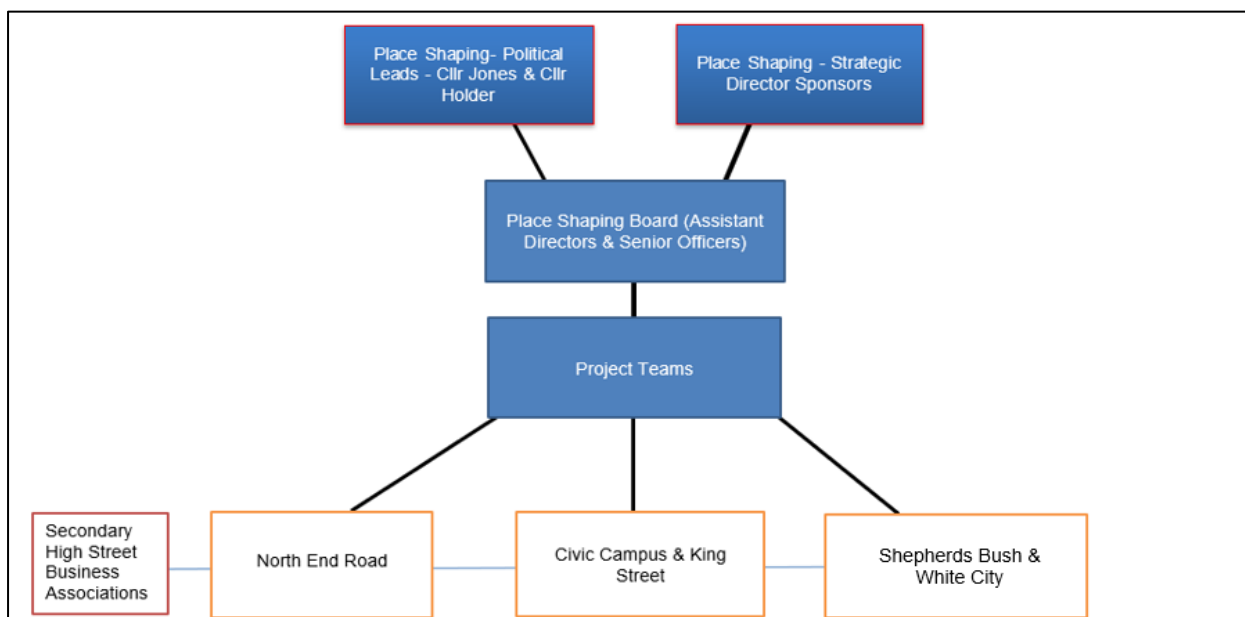 Place Shaping- Political
Leads - Cllr Jones & Cllr
Holder
Place Shaping - Strategic
Director Sponsors
Place Shaping Board (Assistant
Directors & Senior Officers)
Project Teams
Secondary
High Street
Business
Associations
North End Road
Civic Campus & King
Street
Shepherds Bush &
White City